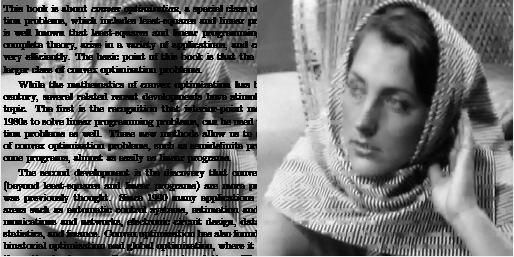 This book is about convex optimization, a special class of
tion problems, which includes least-squares and linear pr
is well known that least-squares and linear programming
complete theory, arise in a variety of applications, and c
very efficiently. The basic point of this book is that the
larger class of convex optimization problems.
While the mathematics of convex optimization has b
century, several related recent developments have stimul
topic. The first is the recognition that interior-point me
1980s to solve linear programming problems, can be used
tion problems as well. These new methods allow us to
of convex optimization problems, such as semidefinite pr
cone programs, almost as easily as linear programs.
The second development is the discovery that conve
(beyond least-squares and linear programs) are more pr
was previously thought. Since 1990 many applications
areas such as automatic control systems, estimation and
munications and networks, electronic circuit design, data
statistics, and finance. Convex optimization has also found
binatorial optimization and global optimization, where it